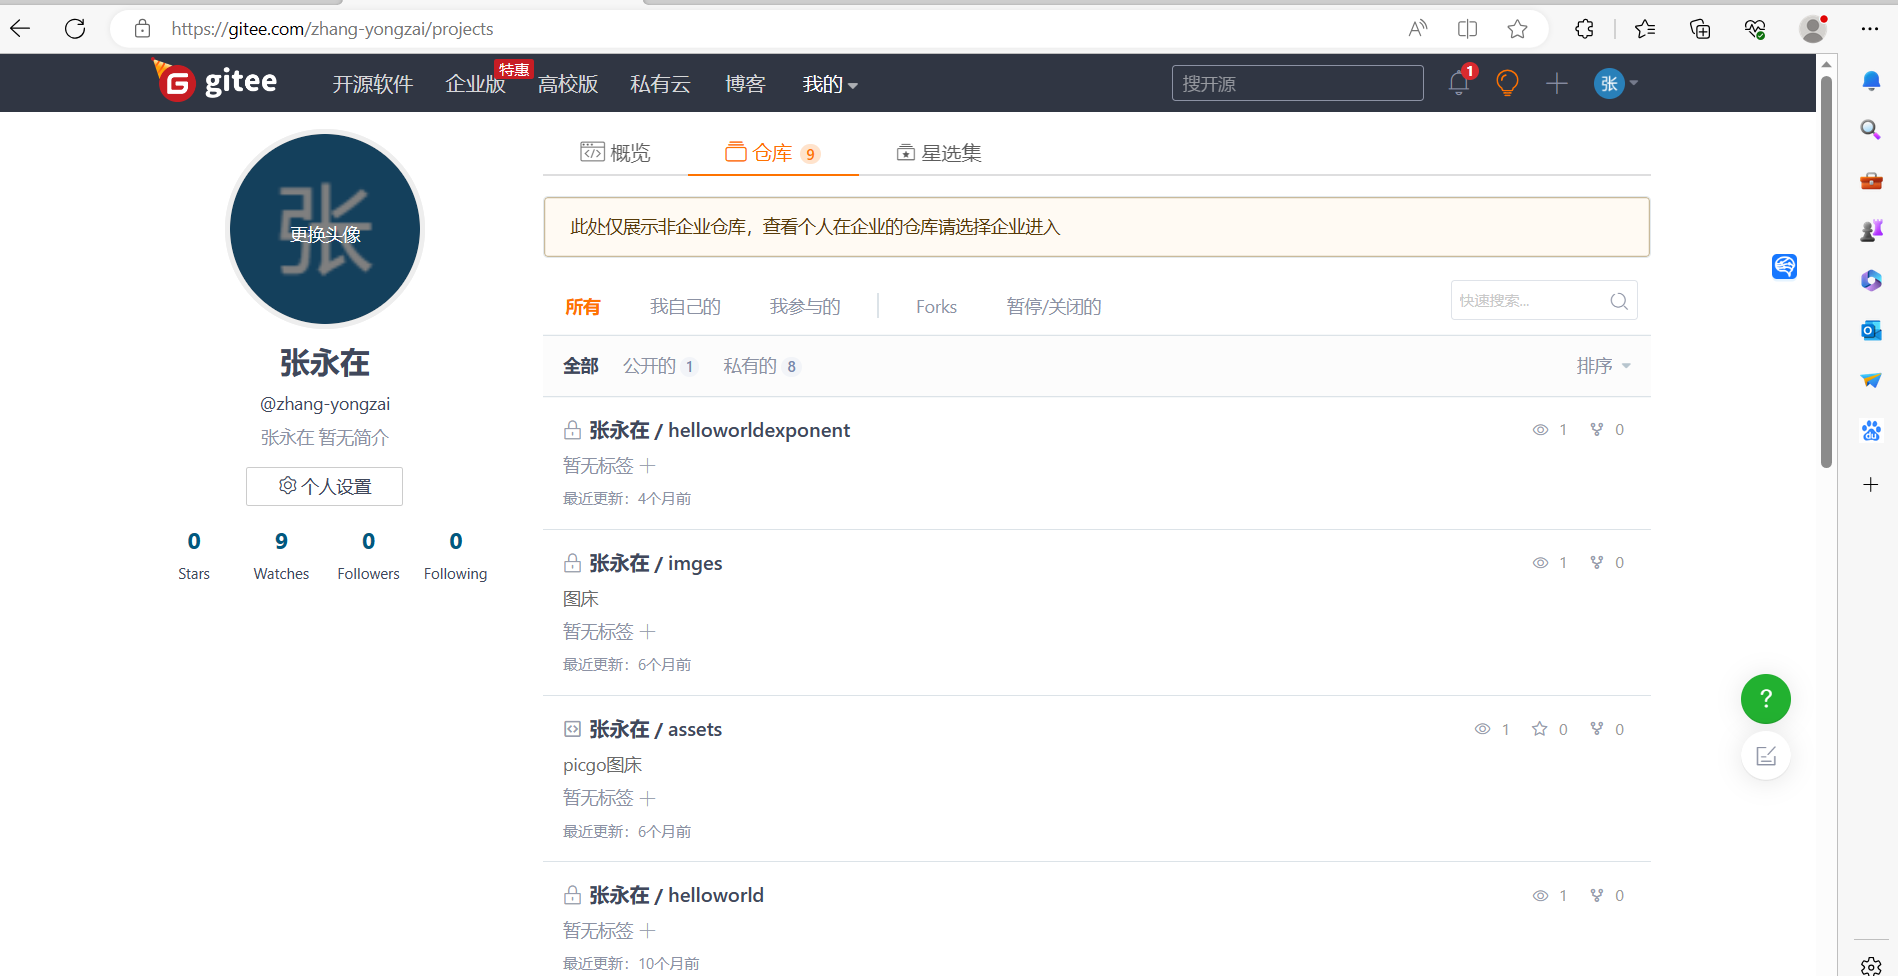 https://gitee.com/zhang-yongzai/projects
gitee
开源软件 企业版 特惠 高校版 私有云 博客 我的 搜开源 1 张
概览 仓库 9 星选集
此处仅展示非企业仓库，查看个人在企业的仓库请选择企业进入
张
更换头像
所有 我自己的 我参与的 Forks 暂停/关闭的 快速搜索...
全部 公开的 1 私有的 8 排序
张永在
@zhang-yongzai
张永在 暂无简介
个人设置
0 9 0 0
Stars Watches Followers Following
张永在 / helloworldexponent 1 0
暂无标签
最近更新：4个月前
张永在 / imges 1 0
图床
暂无标签
最近更新：6个月前
张永在 / assets 1 0 0
picgo图床
暂无标签
最近更新：6个月前
张永在 / helloworld 1 0
暂无标签
最近更新：10个月前
?